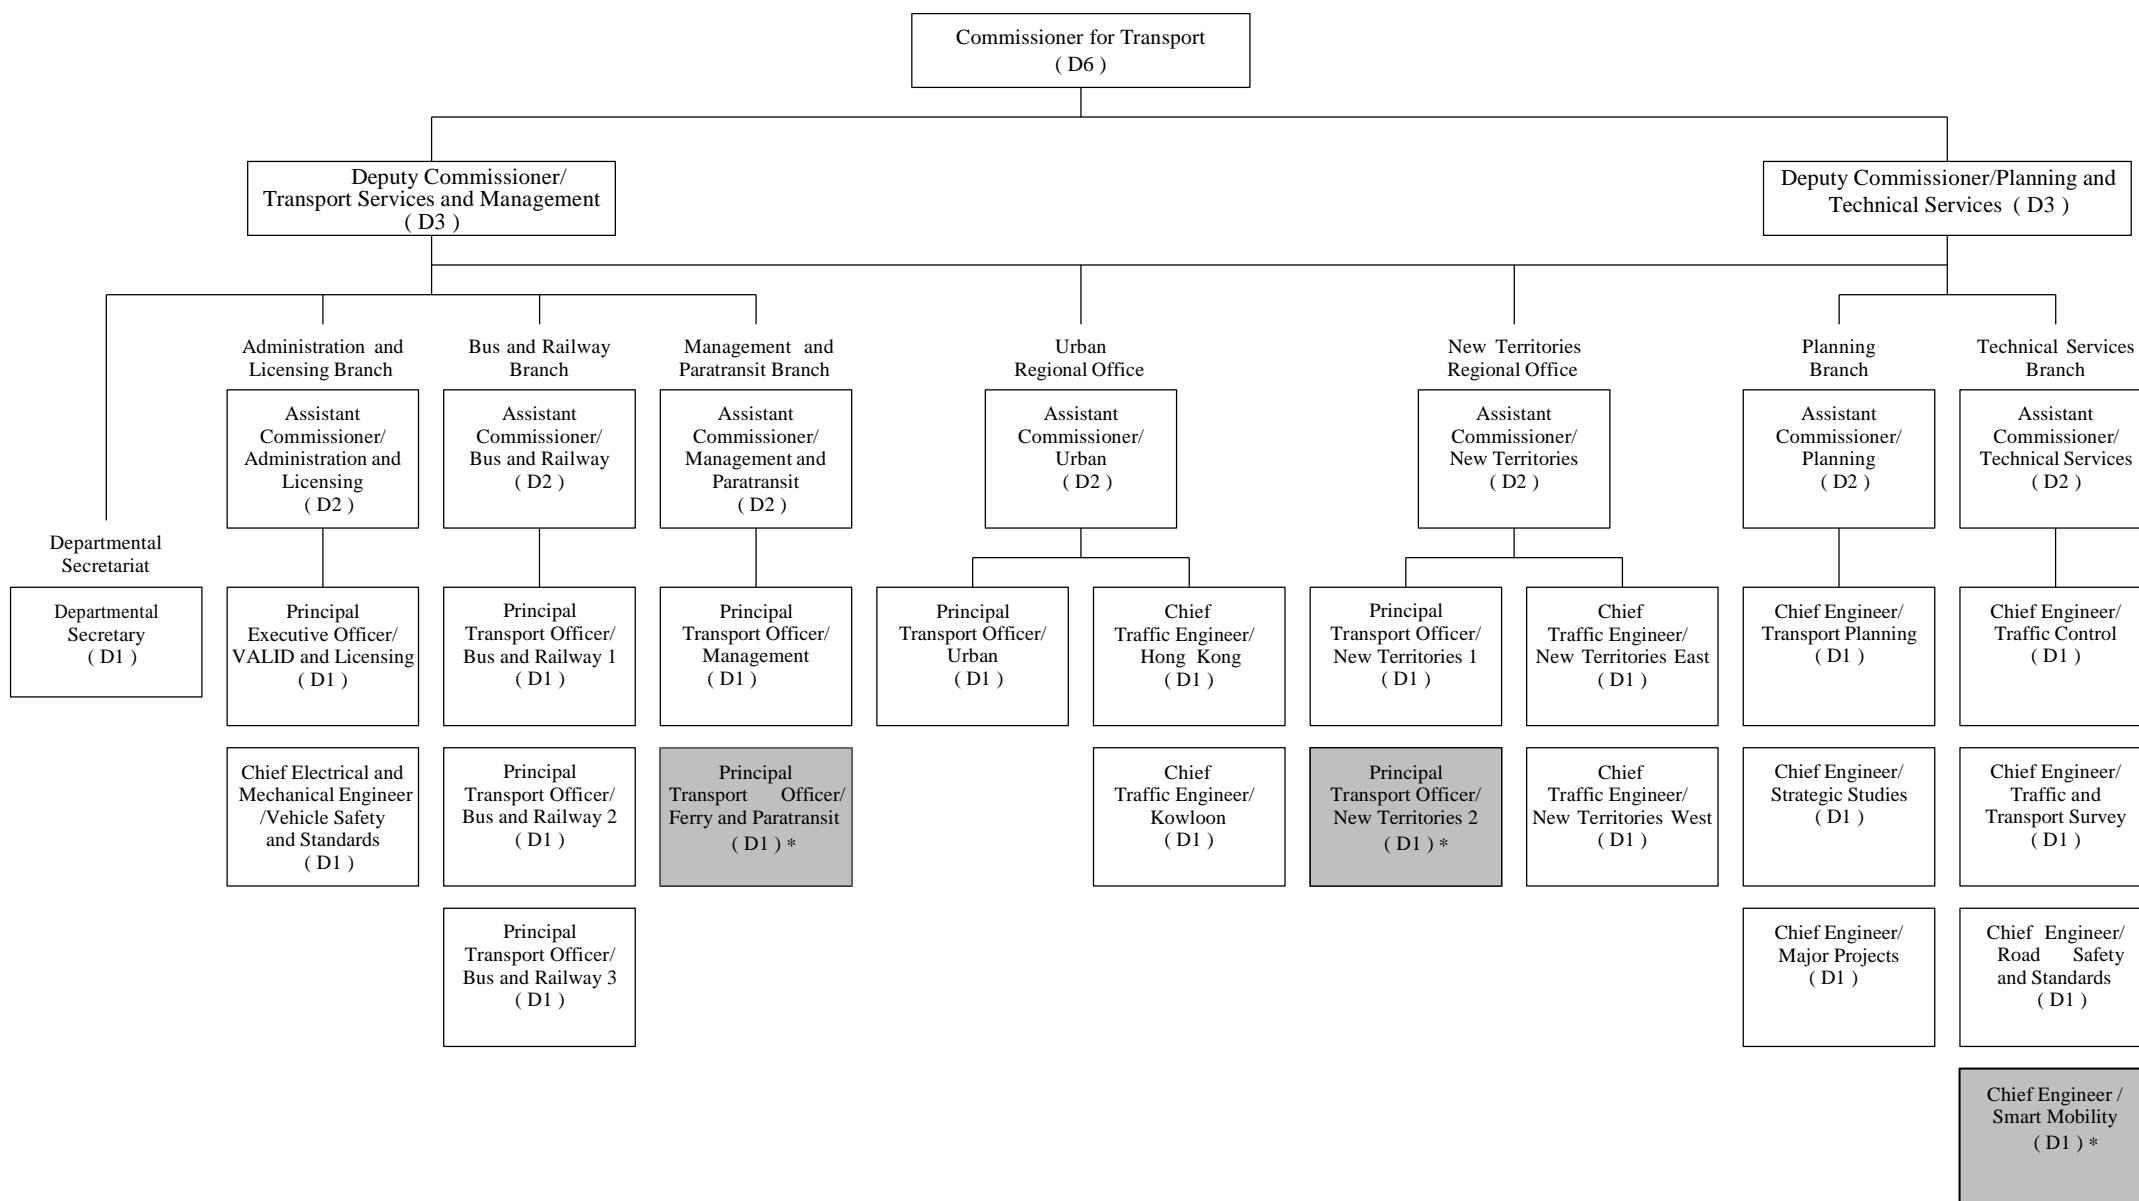 Commissioner for Transport
( D6 )
Deputy Commissioner/
Transport Services and Management
( D3 )
Deputy Commissioner/Planning and
Technical Services ( D3 )
Administration and
Licensing Branch
Bus and Railway
Branch
Management and
Paratransit Branch
Urban
Regional Office
New Territories
Regional Office
Planning
Branch
Technical Services
Branch
Assistant
Commissioner/
Administration and
Licensing
( D2 )
Assistant
Commissioner/
Bus and Railway
( D2 )
Assistant
Commissioner/
Management and
Paratransit
( D2 )
Assistant
Commissioner/
Urban
( D2 )
Assistant
Commissioner/
New Territories
( D2 )
Assistant
Commissioner/
Planning
( D2 )
Assistant
Commissioner/
Technical Services
( D2 )
Departmental
Secretariat
Departmental
Secretary
( D1 )
Principal
Executive Officer/
VALID and Licensing
( D1 )
Principal
Transport Officer/
Bus and Railway 1
( D1 )
Principal
Transport Officer/
Management
( D1 )
Principal
Transport Officer/
Urban
( D1 )
Chief
Traffic Engineer/
Hong Kong
( D1 )
Principal
Transport Officer/
New Territories 1
( D1 )
Chief
Traffic Engineer/
New Territories East
( D1 )
Chief Engineer/
Transport Planning
( D1 )
Chief Engineer/
Traffic Control
( D1 )
Chief Electrical and
Mechanical Engineer
/Vehicle Safety
and Standards
( D1 )
Principal
Transport Officer/
Bus and Railway 2
( D1 )
Principal
Transport Officer/
Ferry and Paratransit
( D1 ) *
Chief
Traffic Engineer/
Kowloon
( D1 )
Principal
Transport Officer/
New Territories 2
( D1 ) *
Chief
Traffic Engineer/
New Territories West
( D1 )
Chief Engineer/
Strategic Studies
( D1 )
Chief Engineer/
Traffic and
Transport Survey
( D1 )
Principal
Transport Officer/
Bus and Railway 3
( D1 )
Chief Engineer/
Major Projects
( D1 )
Chief Engineer/
Road Safety
and Standards
( D1 )
Chief Engineer /
Smart Mobility
( D1 ) *